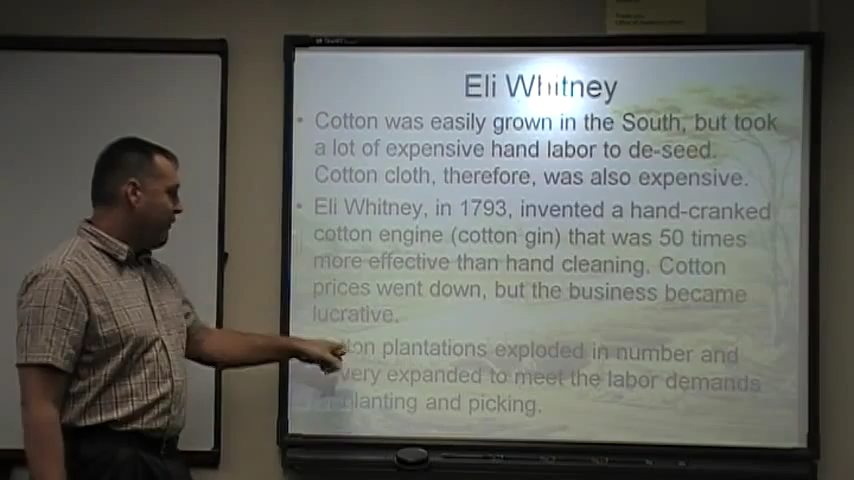 Eli Whitney
• Cotton was easily grown in the South, but took
a lot of expensive hand labor to de-seed.
Cotton cloth, therefore, was also expensive.
• Eli Whitney, in 1793, invented a hand-cranked
cotton engine (cotton gin) that was 50 times
more effective than hand cleaning. Cotton
prices went down, but the business became
lucrative.
plantations exploded in number and
expanded to meet the labor demands
planting and picking.